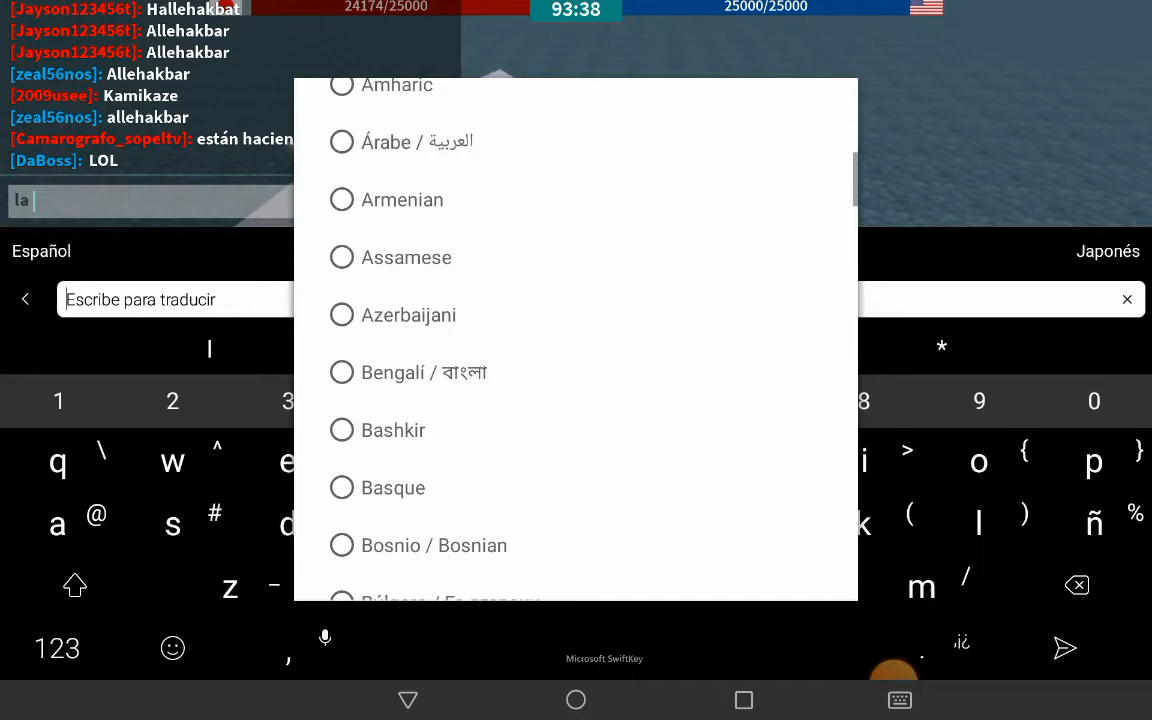 [Jayson123456t]: Hallehakbat
24174/25000
93:38
25000/25000
[Jayson123456t]: Allehakbar
[Jayson123456t]: Allehakbar
[zeal56nos]: Allehakbar
[2009usee]: Kamikaze
[zeal56nos]: allehakbar
[Camarografo_sopeltv]: están hacien
[DaBoss]: LOL
la
Amharic
Árabe / العربية
Armenian
Assamese
Azerbaijani
Bengalí / বাংলা
Bashkir
Basque
Bosnio / Bosnian
Español
Japonés
Escribe para traducir
×
| *
1 2 3 8 9 0
q \ w ^ e i > o { p }
a @ s # d k ( l ) ñ %
z – m /
123 , . ,¡¿
Microsoft SwiftKey